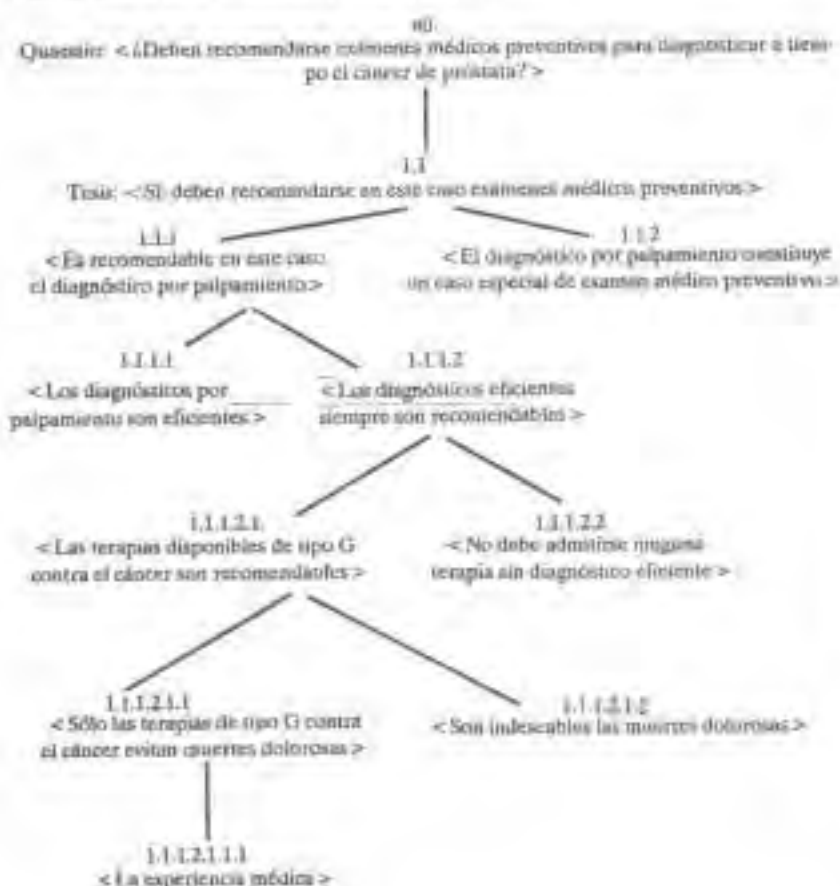 Quaestio: < ¿Deben recomendarse exámenes médicos preventivos para diagnosticar a tiem-
po el cáncer de próstata? >
1.1
Tesis: < Sí: deben recomendarse en este caso exámenes médicos preventivos >
1.1.1
< Es recomendable en este caso
el diagnóstico por palpamiento >
1.1.2
< El diagnóstico por palpamiento constituye
un caso especial de examen médico preventivo >
1.1.1.1
< Los diagnósticos por
palpamiento son eficientes >
1.1.1.2
< Los diagnósticos eficientes
siempre son recomendables >
1.1.1.2.1
< Las terapias disponibles de tipo G
contra el cáncer son recomendables >
1.1.1.2.2
< No debe admitirse ninguna
terapia sin diagnóstico eficiente >
1.1.1.2.1.1
< Sólo las terapias de tipo G contra
el cáncer evitan muertes dolorosas >
1.1.1.2.1.2
< Son indeseables las muertes dolorosas >
1.1.1.2.1.1.1
< La experiencia médica >